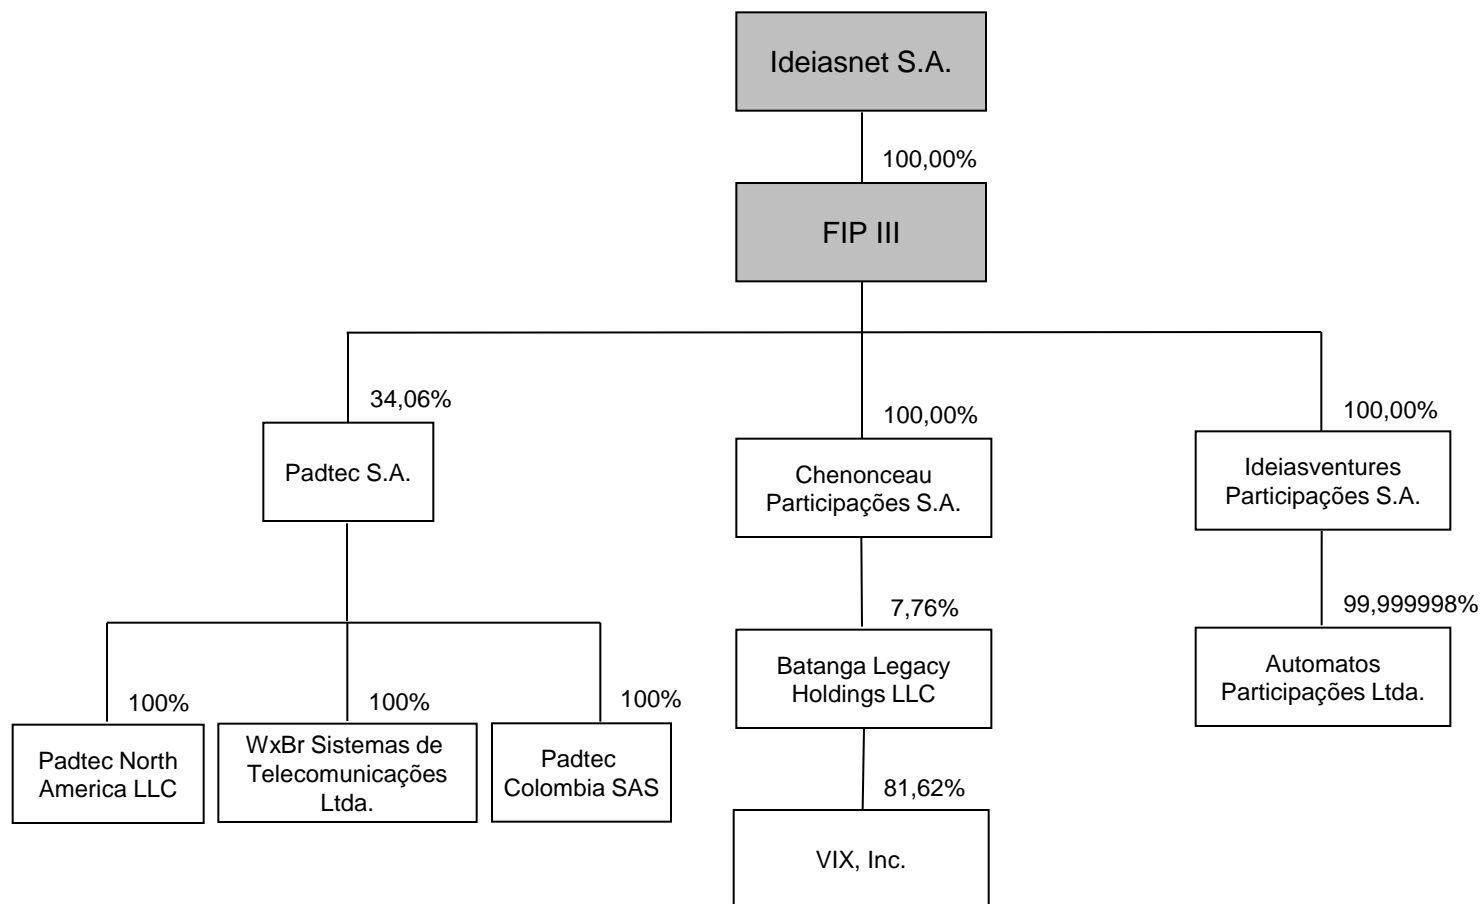 Ideiasnet S.A.
100,00%
FIP III
34,06%
100,00%
100,00%
Padtec S.A.
Chenonceau
Participações S.A.
Ideiasventures
Participações S.A.
7,76%
99,999998%
Batanga Legacy
Holdings LLC
Automatos
Participações Ltda.
100%
100%
100%
Padtec North
America LLC
WxBr Sistemas de
Telecomunicações
Ltda.
Padtec
Colombia SAS
81,62%
VIX, Inc.